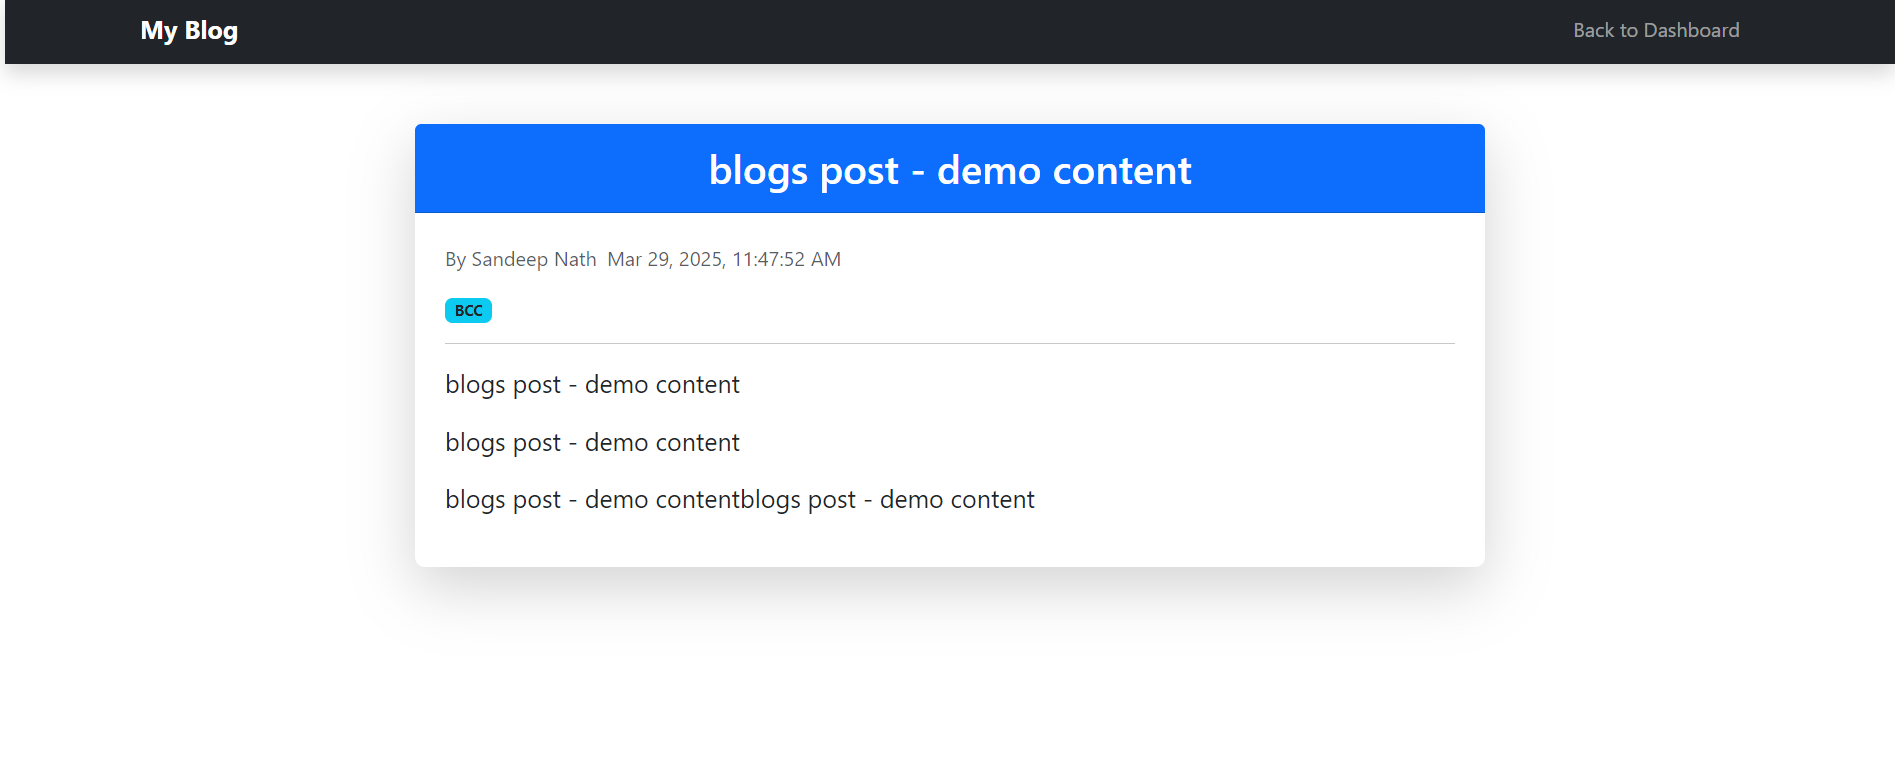 My Blog
Back to Dashboard
blogs post - demo content
By Sandeep Nath Mar 29, 2025, 11:47:52 AM
BCC
blogs post - demo content
blogs post - demo content
blogs post - demo contentblogs post - demo content